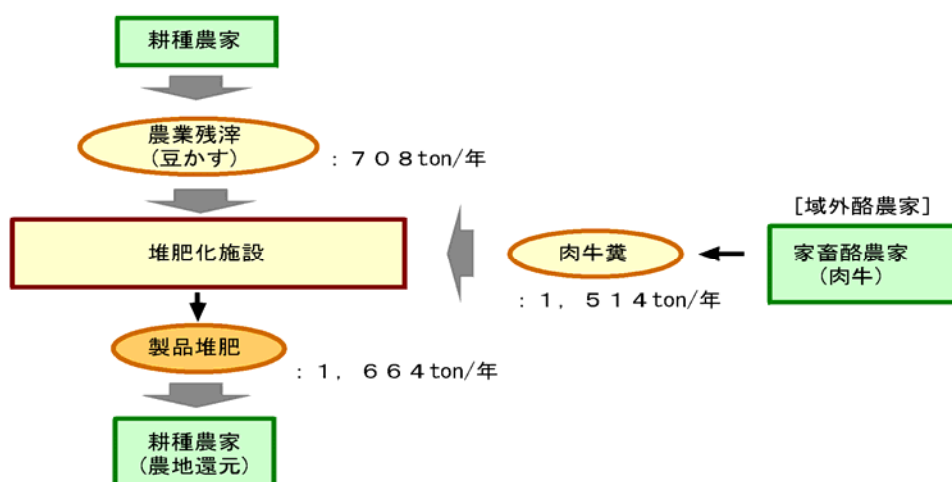 耕種農家
農業残滓
(豆かす)
：７０８ton/年
堆肥化施設
[域外酪農家]
家畜酪農家
(肉牛)
肉牛糞
：１，５１４ton/年
製品堆肥
：１，６６４ton/年
耕種農家
(農地還元)